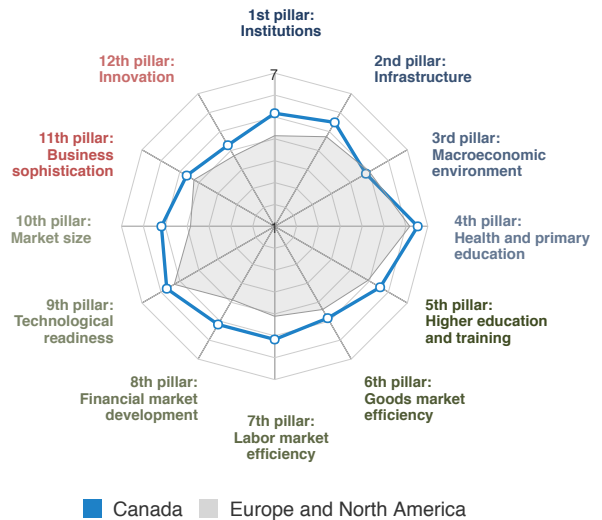 1st pillar:
Institutions
2nd pillar:
Infrastructure
3rd pillar:
Macroeconomic
environment
4th pillar:
Health and primary
education
5th pillar:
Higher education
and training
6th pillar:
Goods market
efficiency
7th pillar:
Labor market
efficiency
8th pillar:
Financial market
development
9th pillar:
Technological
readiness
10th pillar:
Market size
11th pillar:
Business
sophistication
12th pillar:
Innovation
7
1
Canada
Europe and North America